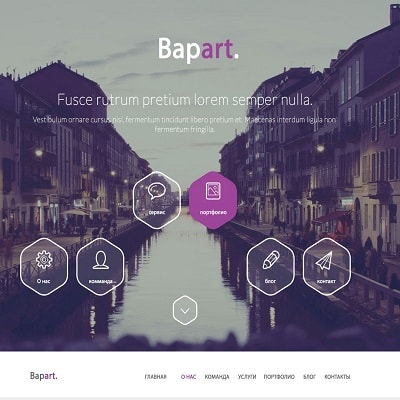 Bapart.
Fusce rutrum pretium lorem semper nulla.
Vestibulum ornare cursus nisi, fermentum tincidunt libero pretium et. Maecenas interdum ligula non
fermentum fringilla.
сервис
портфолио
О нас
комманде...
блог
контакт
Bapart.
ГЛАВНАЯ О НАС КОМАНДА УСЛУГИ ПОРТФОЛИО БЛОГ КОНТАКТЫ